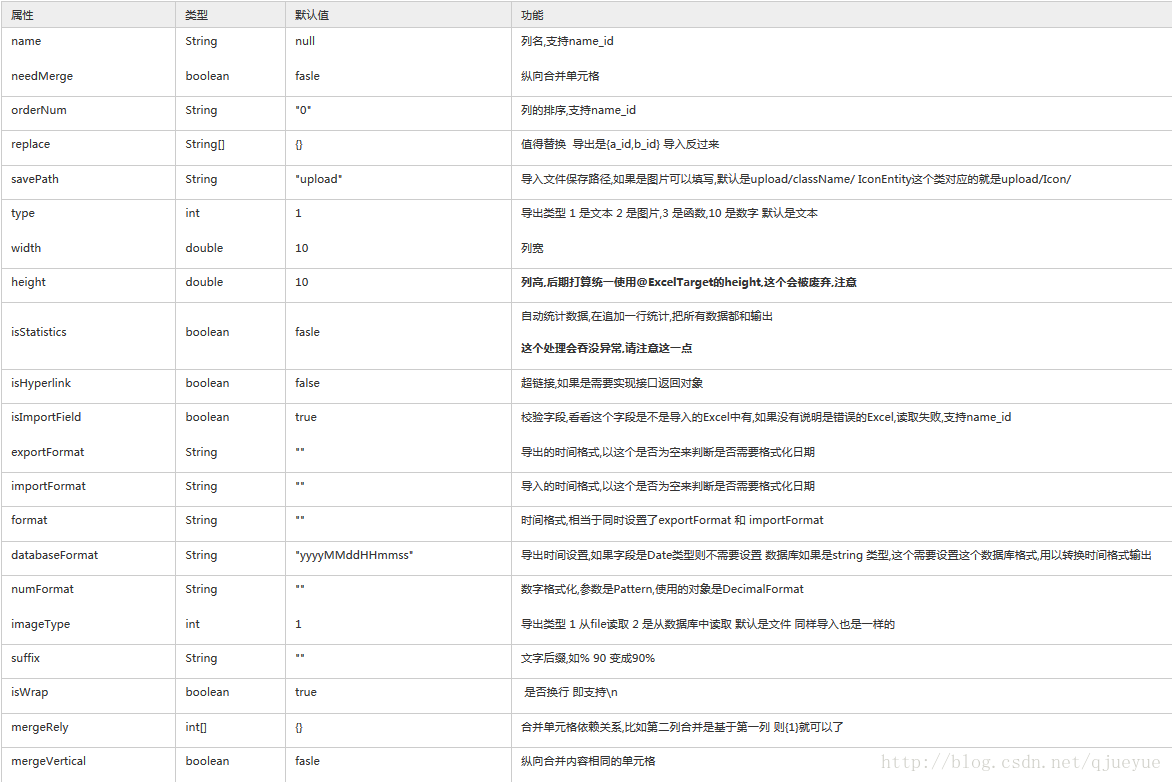 属性 类型 默认值 功能
name String null 列名,支持name_id
needMerge boolean fasle 纵向合并单元格
orderNum String "0" 列的排序,支持name_id
replace String[] {} 值得替换 导出是{a_id,b_id} 导入反过来
savePath String "upload" 导入文件保存路径,如果是图片可以填写,默认是upload/className/ IconEntity这个类对应的就是upload/Icon/
type int 1 导出类型 1 是文本 2 是图片,3 是函数,10 是数字 默认是文本
width double 10 列宽
height double 10 列高,后期打算统一使用@ExcelTarget的height,这个会被废弃,注意
isStatistics boolean fasle 自动统计数据,在追加一行统计,把所有数据都和输出
这个处理会吞没异常,请注意这一点
isHyperlink boolean false 超链接,如果是需要实现接口返回对象
isImportField boolean true 校验字段,看看这个字段是不是导入的Excel中有,如果没有说明是错误的Excel,读取失败,支持name_id
exportFormat String "" 导出的时间格式,以这个是否为空来判断是否需要格式化日期
importFormat String "" 导入的时间格式,以这个是否为空来判断是否需要格式化日期
format String "" 时间格式,相当于同时设置了exportFormat 和 importFormat
databaseFormat String "yyyyMMddHHmmss" 导出时间设置,如果字段是Date类型则不需要设置 数据库如果是string 类型,这个需要设置这个数据库格式,用以转换时间格式输出
numFormat String "" 数字格式化,参数是Pattern,使用的对象是DecimalFormat
imageType int 1 导出类型 1 从file读取 2 是从数据库中读取 默认是文件 同样导入也是一样的
suffix String "" 文字后缀,如% 90 变成90%
isWrap boolean true 是否换行 即支持\n
mergeRely int[] {} 合并单元格依赖关系,比如第二列合并是基于第一列 则{1}就可以了
mergeVertical boolean fasle 纵向合并内容相同的单元格
http://blog.csdn.net/qjueyue